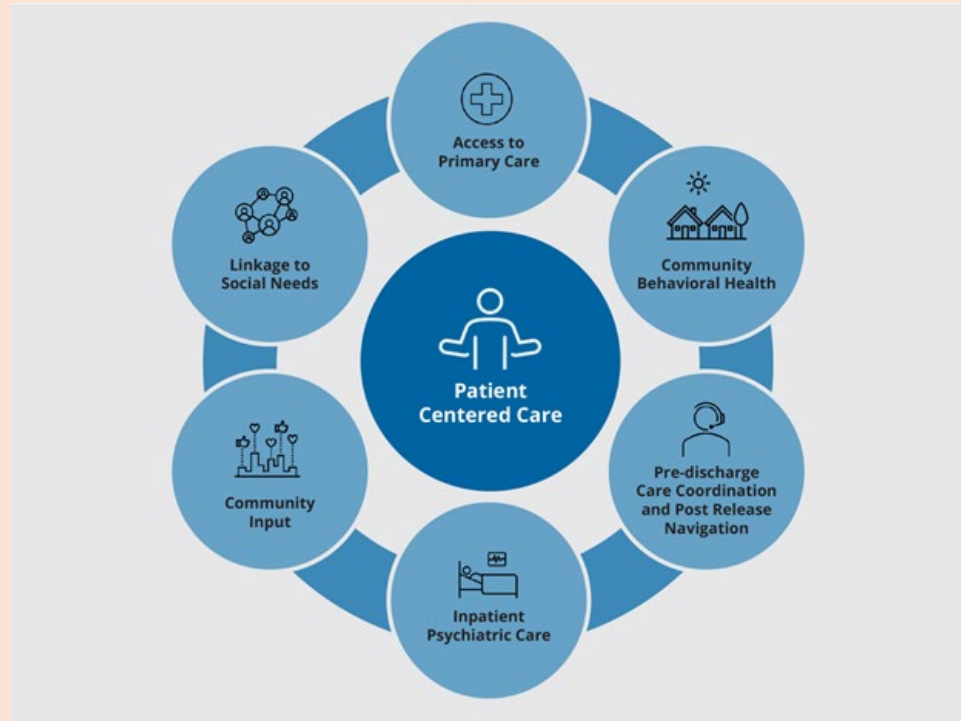 Access to
Primary Care
Linkage to
Social Needs
Community
Behavioral Health
Patient
Centered Care
Community
Input
Pre-discharge
Care Coordination
and Post Release
Navigation
Inpatient
Psychiatric Care